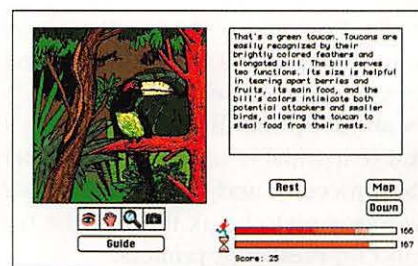 That's a green toucan. Toucans are
easily recognized by their
brightly colored feathers and
elongated bill. The bill serves
two functions. Its size is helpful
in tearing apart berries and
fruits, its main food, and the
bill's colors intimidate both
potential attackers and smaller
birds, allowing the toucan to
steal food from their nests.
Rest
Map
Down
Guide
166
167
Score: 25